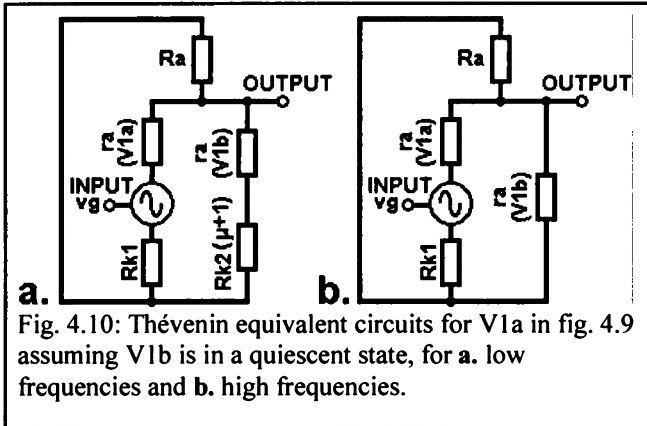 Ra
OUTPUT
ra
(V1a)
ra
(V1b)
INPUT
vg
Rk1
Rk2(µ+1)
a.
Ra
OUTPUT
ra
(V1a)
INPUT
vg
ra
(V1b)
Rk1
b.
Fig. 4.10: Thévenin equivalent circuits for V1a in fig. 4.9
assuming V1b is in a quiescent state, for a. low
frequencies and b. high frequencies.